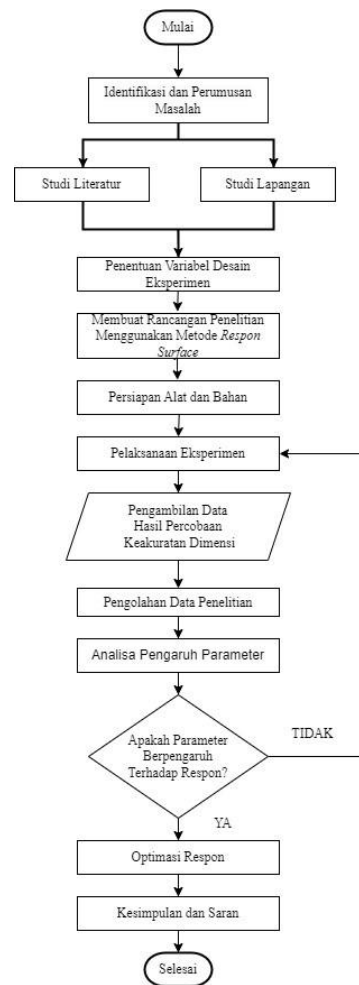 Mulai
Identifikasi dan Perumusan
Masalah
Studi Literatur
Studi Lapangan
Penentuan Variabel Desain
Eksperimen
Membuat Rancangan Penelitian
Menggunakan Metode Respon
Surface
Persiapan Alat dan Bahan
Pelaksanaan Eksperimen
Pengambilan Data
Hasil Percobaan
Keakuratan Dimensi
Pengolahan Data Penelitian
Analisa Pengaruh Parameter
Apakah Parameter
Berpengaruh
Terhadap Respon?
TIDAK
YA
Optimasi Respon
Kesimpulan dan Saran
Selesai